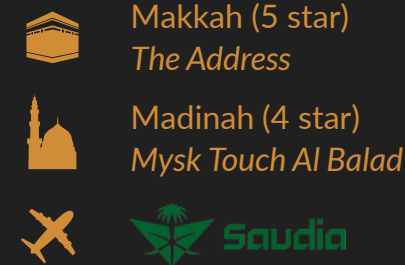 Makkah (5 star)
The Address
Madinah (4 star)
Mysk Touch Al Balad
Saudia